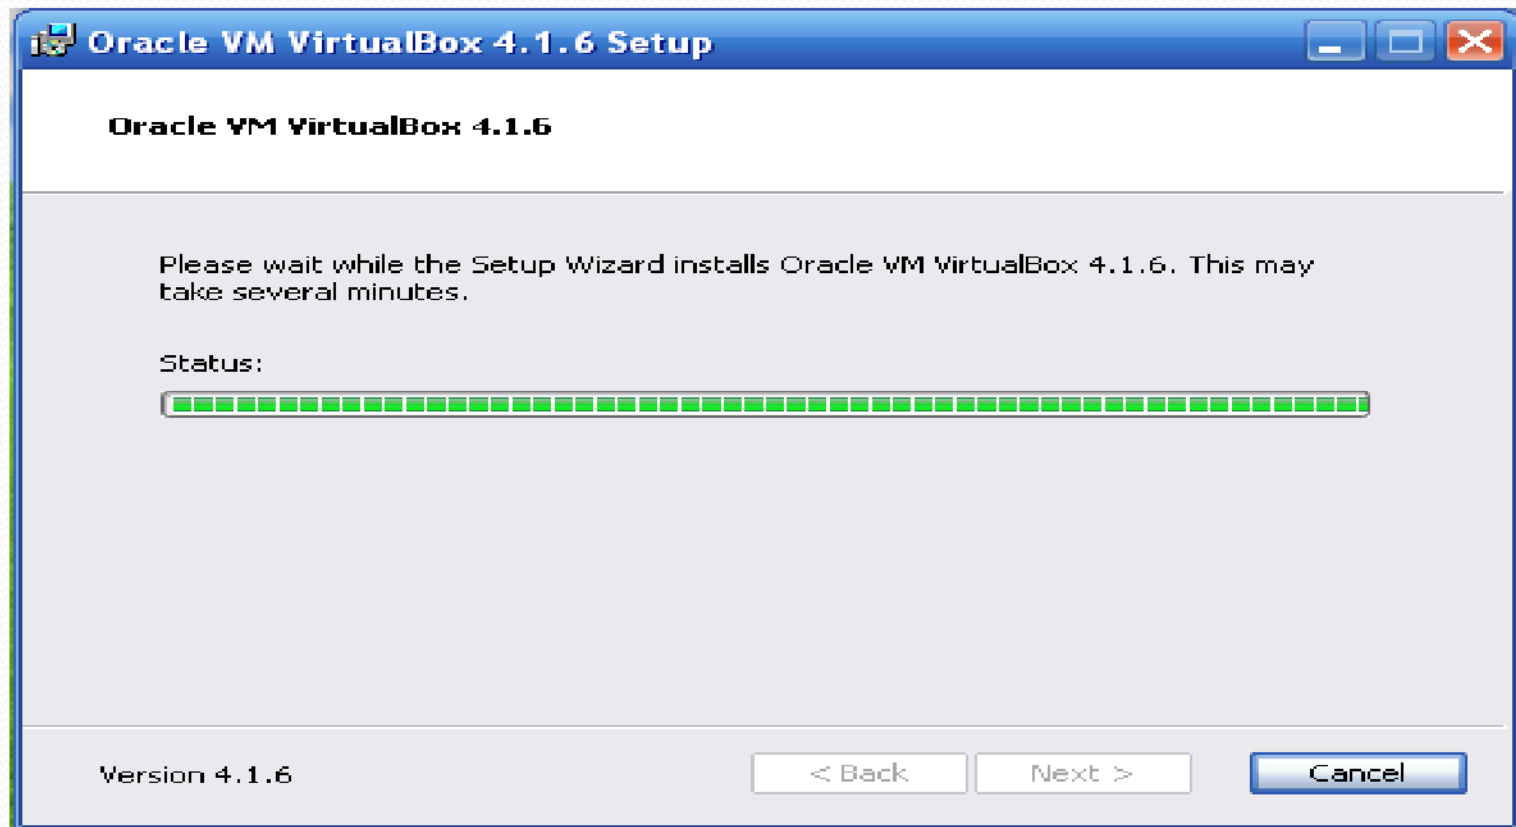 Oracle VM VirtualBox 4.1.6 Setup
Oracle VM VirtualBox 4.1.6
Please wait while the Setup Wizard installs Oracle VM VirtualBox 4.1.6. This may
take several minutes.
Status:
Version 4.1.6
< Back
Next >
Cancel